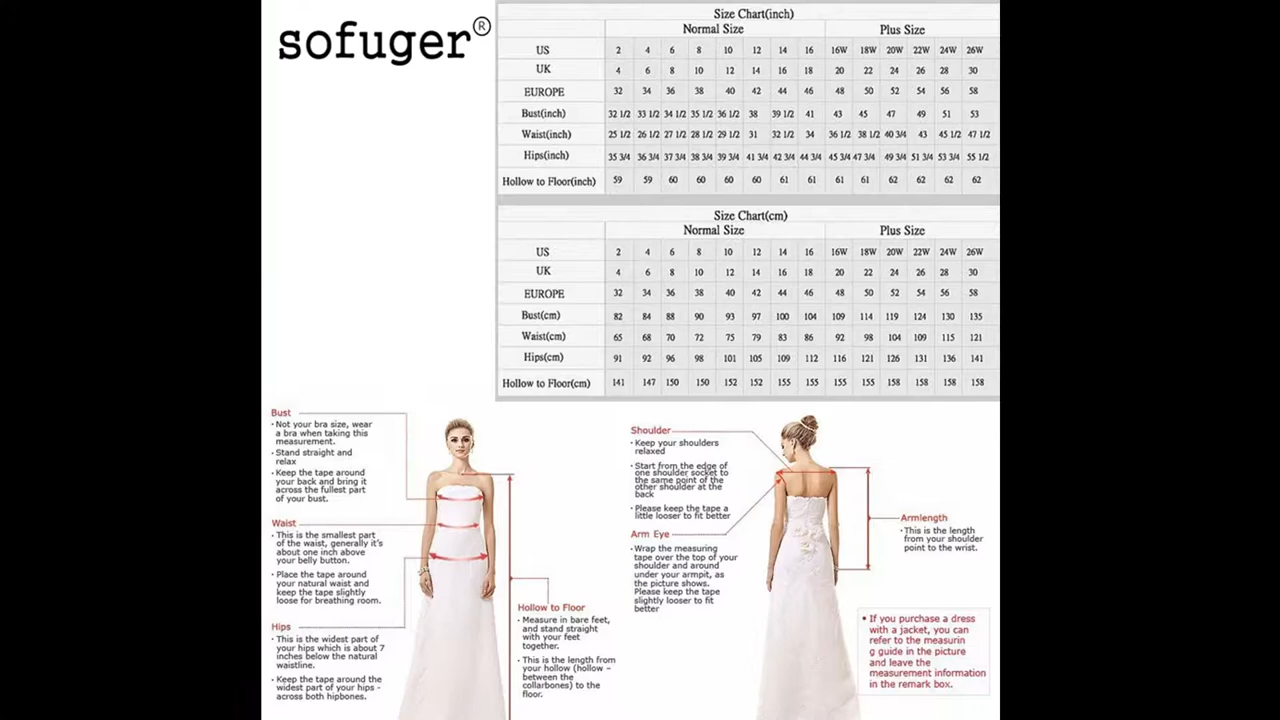 sofuger®
Size Chart(inch)
Normal Size Plus Size
US 2 4 6 8 10 12 14 16 16W 18W 20W 22W 24W 26W
UK 4 6 8 10 12 14 16 18 20 22 24 26 28 30
EUROPE 32 34 36 38 40 42 44 46 48 50 52 54 56 58
Bust(inch) 32 1/2 33 1/2 34 1/2 35 1/2 36 1/2 38 39 1/2 41 43 45 47 49 51 53
Waist(inch) 25 1/2 26 1/2 27 1/2 28 1/2 29 1/2 31 32 1/2 34 36 1/2 38 1/2 40 3/4 43 45 1/2 47 1/2
Hips(inch) 35 3/4 36 3/4 37 3/4 38 3/4 39 3/4 41 3/4 42 3/4 44 3/4 45 3/4 47 3/4 49 3/4 51 3/4 53 3/4 55 1/2
Hollow to Floor(inch) 59 59 60 60 60 60 61 61 61 61 62 62 62 62
Size Chart(cm)
Normal Size Plus Size
US 2 4 6 8 10 12 14 16 16W 18W 20W 22W 24W 26W
UK 4 6 8 10 12 14 16 18 20 22 24 26 28 30
EUROPE 32 34 36 38 40 42 44 46 48 50 52 54 56 58
Bust(cm) 82 84 88 90 93 97 100 104 109 114 119 124 130 135
Waist(cm) 65 68 70 72 75 79 83 86 92 98 104 109 115 121
Hips(cm) 91 92 96 98 101 105 109 112 116 121 126 131 136 141
Hollow to Floor(cm) 141 147 150 150 152 152 155 155 155 155 158 158 158 158
Bust
· Not your bra size, wear
a bra when taking this
measurement.
· Stand straight and
relax
· Keep the tape around
your back and bring it
across the fullest part
of your bust.
Waist
· This is the smallest part
of the waist, generally it's
about one inch above
your belly button.
· Place the tape around
your natural waist and
keep the tape slightly
loose for breathing room.
Hips
· This is the widest part of
your hips which is about 7
inches below the natural
waistline.
· Keep the tape around the
widest part of your hips -
across both hipbones.
Hollow to Floor
· Measure in bare feet,
and stand straight
with your feet
together.
· This is the length from
your hollow (hollow –
between the
collarbones) to the
floor.
Shoulder
· Keep your shoulders
relaxed
· Start from the edge of
one shoulder socket to
the same point of the
other shoulder at the
back
· Please keep the tape a
little looser to fit better
Arm Eye
· Wrap the measuring
tape over the top of your
shoulder and around
under your armpit, as
the picture shows.
Please keep the tape
slightly looser to fit
better
Armlength
· This is the length
from your shoulder
point to the wrist.
• If you purchase a dress
with a jacket, you can
refer to the measurin
g guide in the picture
and leave the
measurement information
in the remark box.